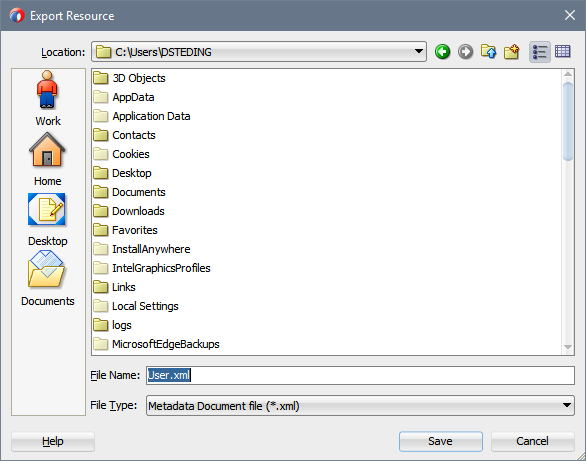 Export Resource
Location: C:\Users\DSTEDING
Work
Home
Desktop
Documents
3D Objects
AppData
Application Data
Contacts
Cookies
Desktop
Documents
Downloads
Favorites
InstallAnywhere
IntelGraphicsProfiles
Links
Local Settings
logs
MicrosoftEdgeBackups
File Name: User.xml
File Type: Metadata Document file (*.xml)
Help Save Cancel